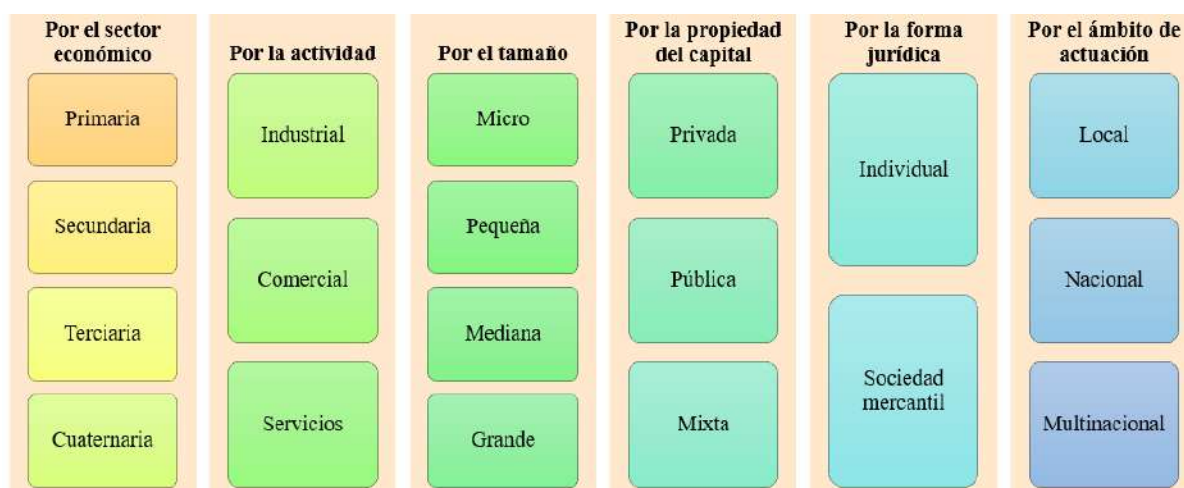 Por el sector
económico
Primaria
Secundaria
Terciaria
Cuaternaria
Por la actividad
Industrial
Comercial
Servicios
Por el tamaño
Micro
Pequeña
Mediana
Grande
Por la propiedad
del capital
Privada
Pública
Mixta
Por la forma
jurídica
Individual
Sociedad
mercantil
Por el ámbito de
actuación
Local
Nacional
Multinacional